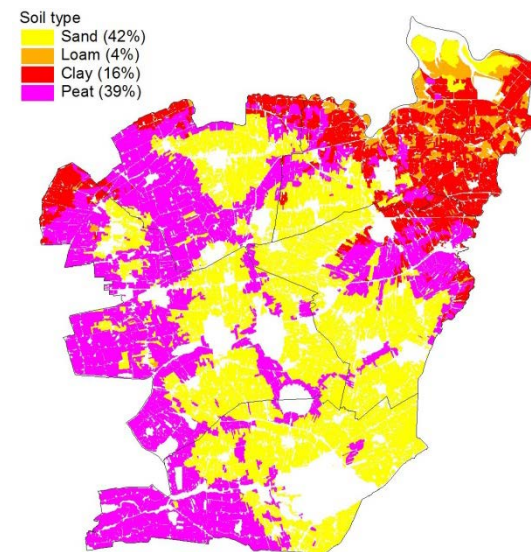 Soil type
Sand (42%)
Loam (4%)
Clay (16%)
Peat (39%)